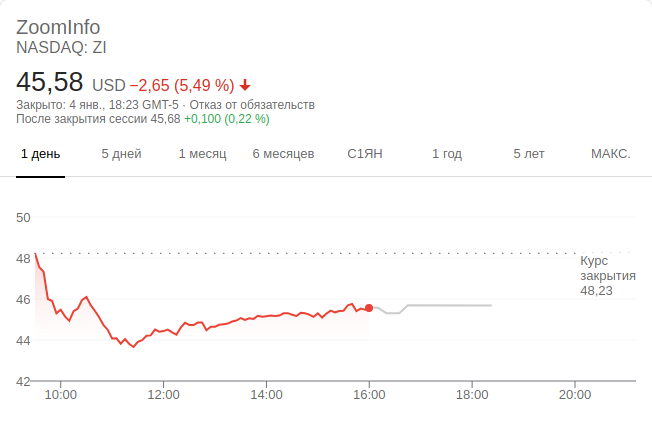 ZoomInfo
NASDAQ: ZI
45,58 USD −2,65 (5,49 %)
Закрыто: 4 янв., 18:23 GMT-5 · Отказ от обязательств
После закрытия сессии 45,68 +0,100 (0,22 %)
1 день 5 дней 1 месяц 6 месяцев С1ЯН 1 год 5 лет МАКС.
50
48
Курс
закрытия
48,23
46
44
42
10:00 12:00 14:00 16:00 18:00 20:00